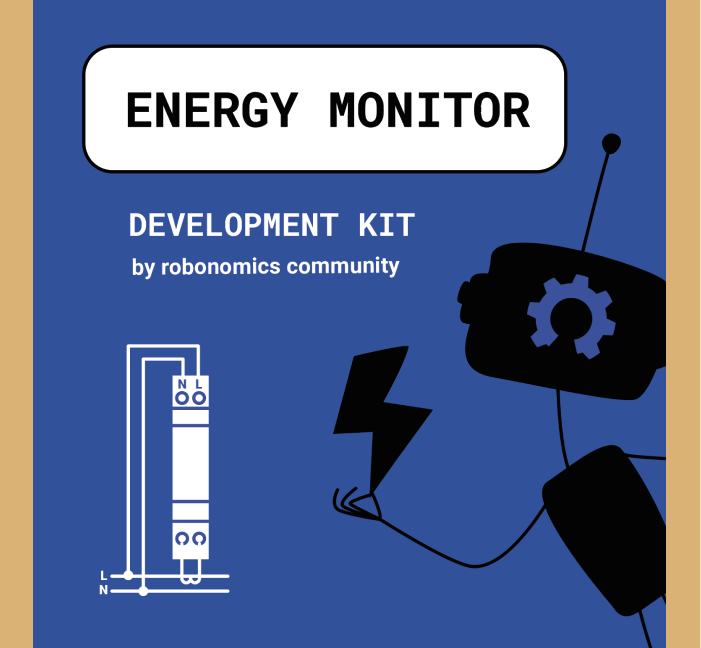 ENERGY MONITOR
DEVELOPMENT KIT
by robonomics community
N L
L
N